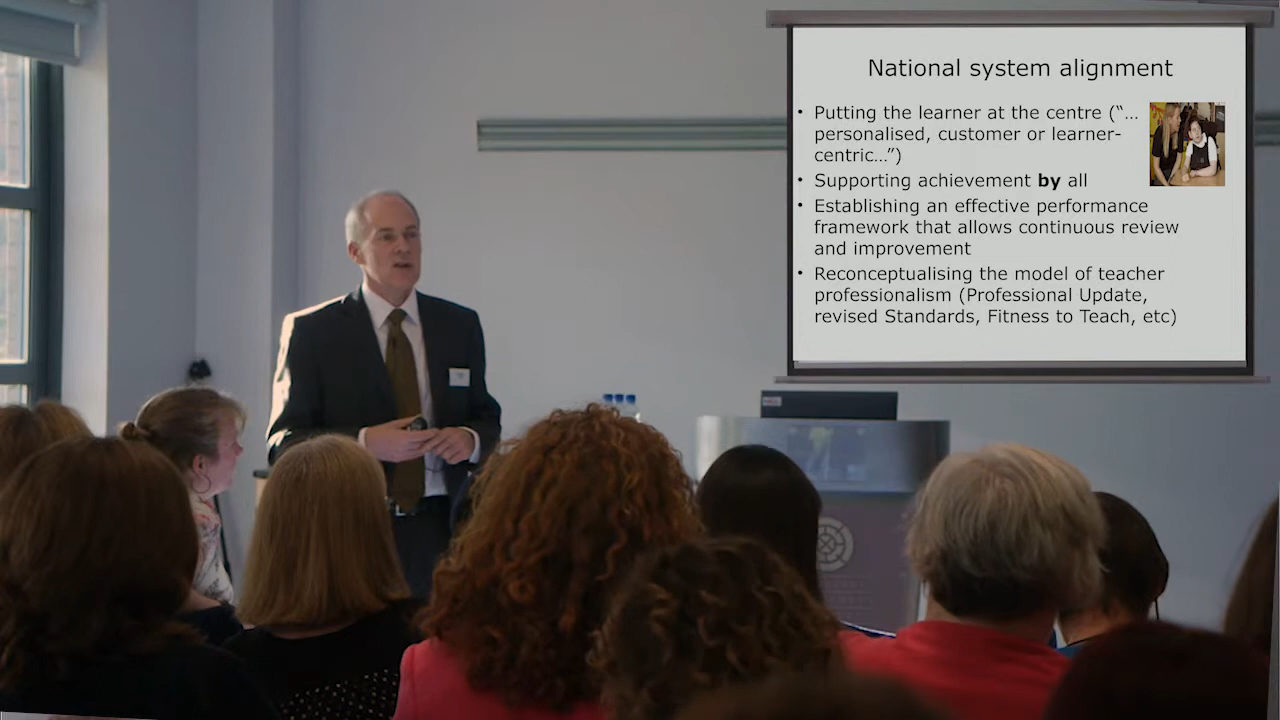 National system alignment
• Putting the learner at the centre (“…
personalised, customer or learner-
centric…”)
• Supporting achievement by all
• Establishing an effective performance
framework that allows continuous review
and improvement
• Reconceptualising the model of teacher
professionalism (Professional Update,
revised Standards, Fitness to Teach, etc)